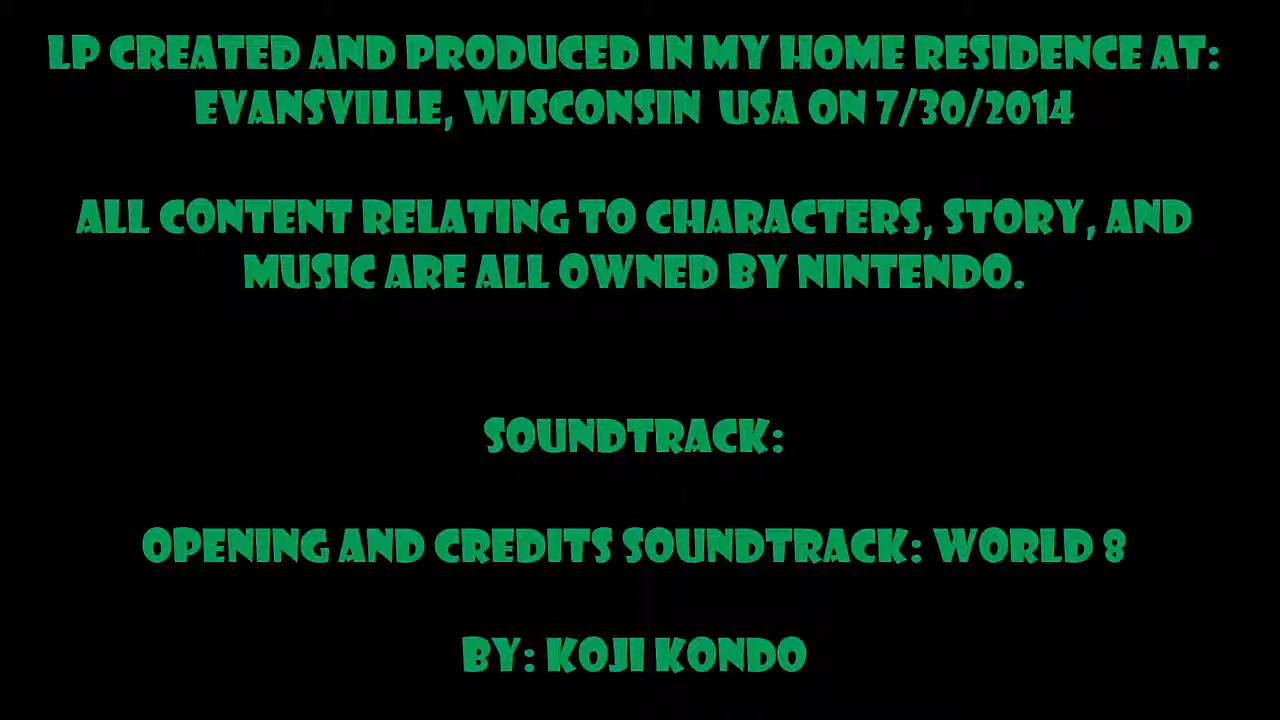 LP CREATED AND PRODUCED IN MY HOME RESIDENCE AT:
EVANSVILLE, WISCONSIN USA ON 7/30/2014
ALL CONTENT RELATING TO CHARACTERS, STORY, AND
MUSIC ARE ALL OWNED BY NINTENDO.
SOUNDTRACK:
OPENING AND CREDITS SOUNDTRACK: WORLD 8
BY: KOJI KONDO